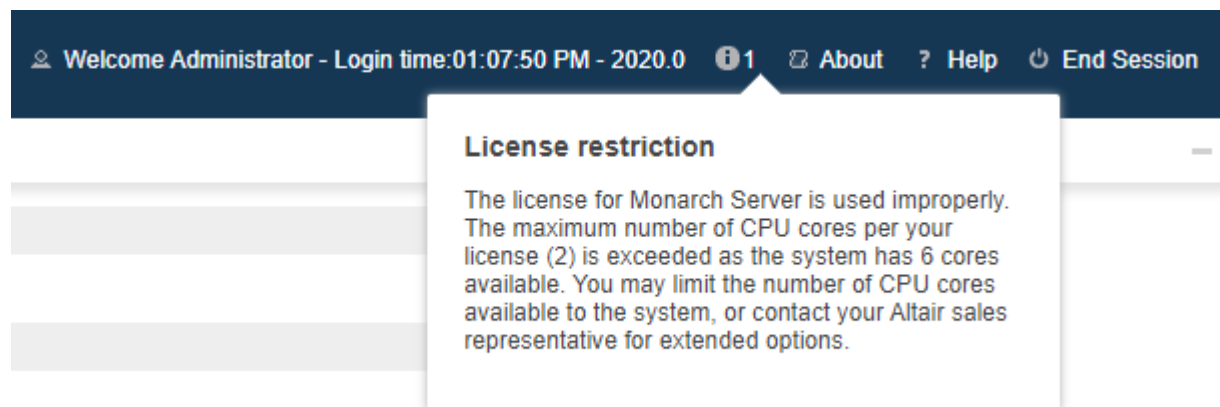 Welcome Administrator - Login time:01:07:50 PM - 2020.0 1 About ? Help End Session
License restriction
The license for Monarch Server is used improperly.
The maximum number of CPU cores per your
license (2) is exceeded as the system has 6 cores
available. You may limit the number of CPU cores
available to the system, or contact your Altair sales
representative for extended options.